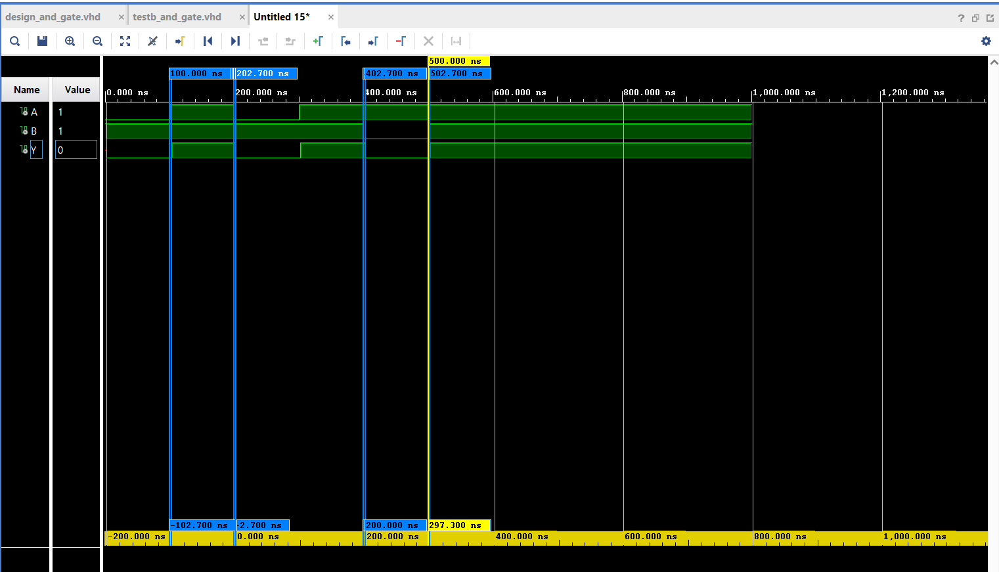 design_and_gate.vhd testb_and_gate.vhd Untitled 15*
500.000 ns
100.000 ns 202.700 ns 402.700 ns 502.700 ns
Name Value
0.000 ns 200.000 ns 400.000 ns 600.000 ns 800.000 ns 1,000.000 ns 1,200.000 ns
A 1
B 1
Y 0
-102.700 ns -2.700 ns 200.000 ns 297.300 ns
-200.000 ns 0.000 ns 200.000 ns 400.000 ns 600.000 ns 800.000 ns 1,000.000 ns